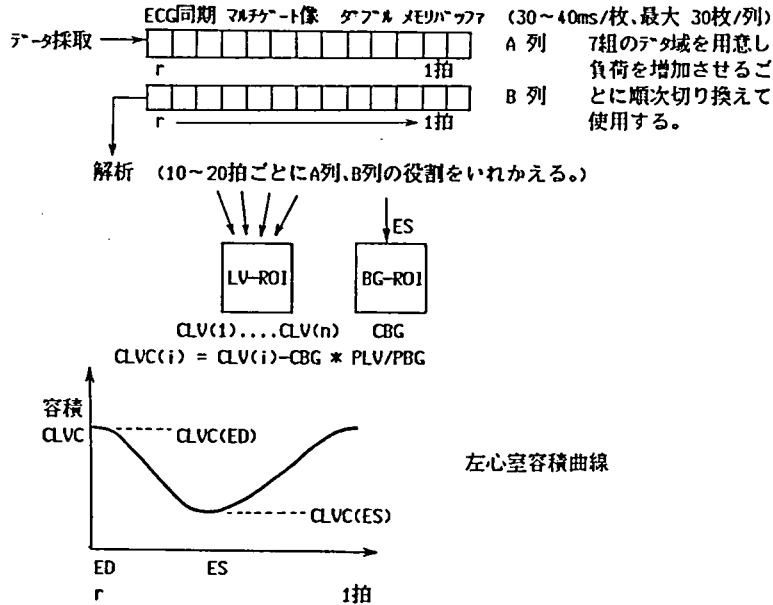 ECG同期 マルチゲート像 ダブル メモリバッファ (30~40ms/枚、最大 30枚/列)
データ採取 A 列 7組のデータ域を用意し
r 1拍 負荷を増加させるご
B 列 とに順次切り換えて
r 1拍 使用する。
解析 (10~20拍ごとにA列、B列の役割をいれかえる。)
ES
LV-ROI BG-ROI
CLV(1)....CLV(n) CBG
CLVC(i) = CLV(i)-CBG * PLV/PBG
容積
CLVC CLVC(ED)
左心室容積曲線
CLVC(ES)
ED ES
r 1拍